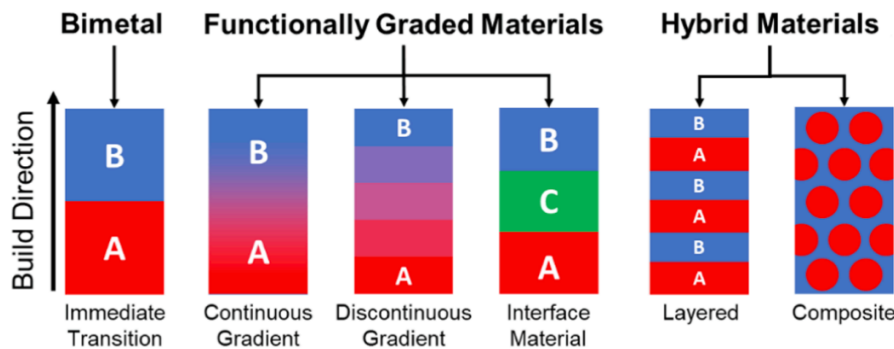 Bimetal
Functionally Graded Materials
Hybrid Materials
Build Direction
B
A
Immediate
Transition
B
A
Continuous
Gradient
B
A
Discontinuous
Gradient
B
C
A
Interface
Material
B
A
B
A
B
A
Layered
Composite